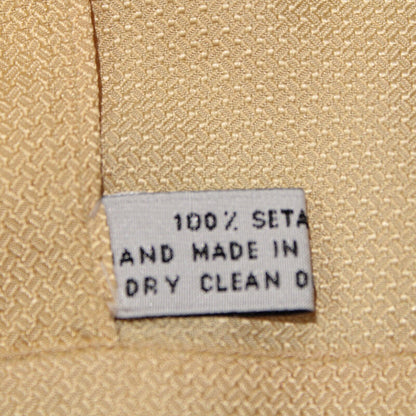 100% SETA
AND MADE IN
DRY CLEAN O